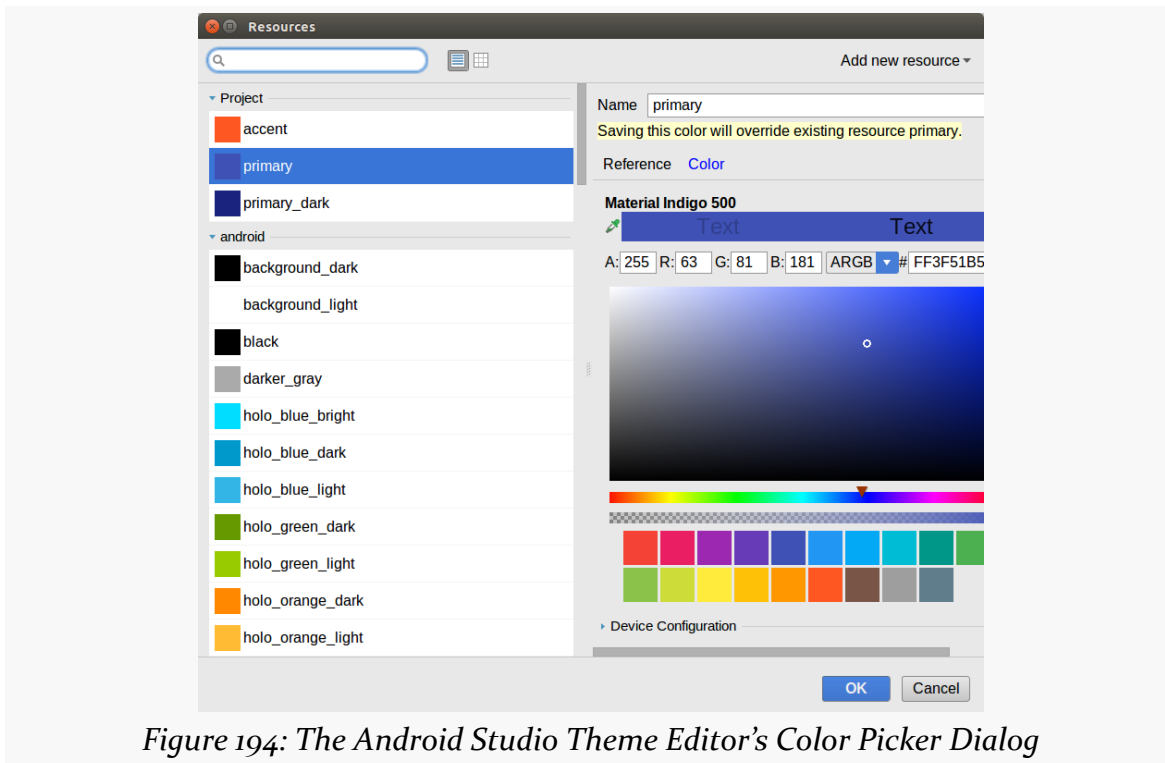 Resources
Add new resource
Project
accent
primary
primary_dark
android
background_dark
background_light
black
darker_gray
holo_blue_bright
holo_blue_dark
holo_blue_light
holo_green_dark
holo_green_light
holo_orange_dark
holo_orange_light
Name primary
Saving this color will override existing resource primary.
Reference Color
Material Indigo 500
Text Text
A: 255 R: 63 G: 81 B: 181 ARGB # FF3F51B5
Device Configuration
OK Cancel
Figure 194: The Android Studio Theme Editor’s Color Picker Dialog